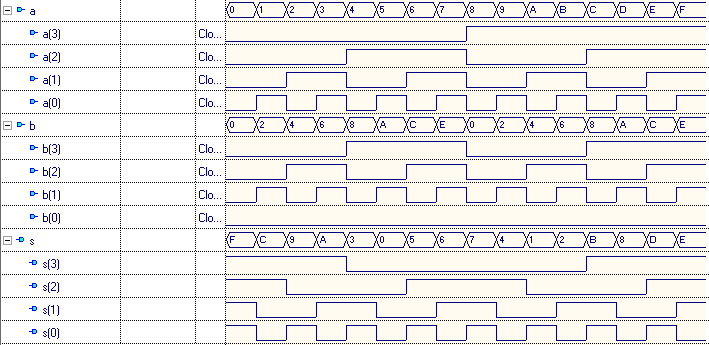 a 0 1 2 3 4 5 6 7 8 9 A B C D E F
a(3) Clo...
a(2) Clo...
a(1) Clo...
a(0) Clo...
b 0 2 4 6 8 A C E 0 2 4 6 8 A C E
b(3) Clo...
b(2) Clo...
b(1) Clo...
b(0) Clo...
s F C 9 A 3 0 5 6 7 4 1 2 B 8 D E
s(3)
s(2)
s(1)
s(0)